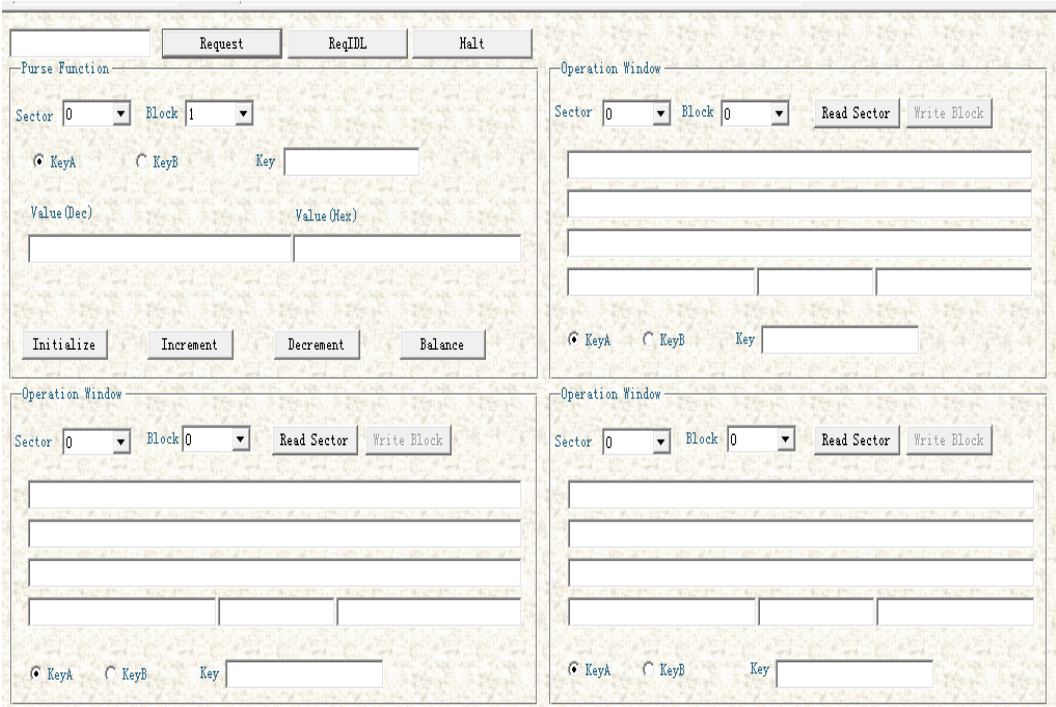 Request ReqIDL Halt
Purse Function
Sector 0 Block 1
KeyA KeyB Key
Value(Dec) Value(Hex)
Initialize Increment Decrement Balance
Operation Window
Sector 0 Block 0 Read Sector Write Block
KeyA KeyB Key
Operation Window
Sector 0 Block 0 Read Sector Write Block
KeyA KeyB Key
Operation Window
Sector 0 Block 0 Read Sector Write Block
KeyA KeyB Key